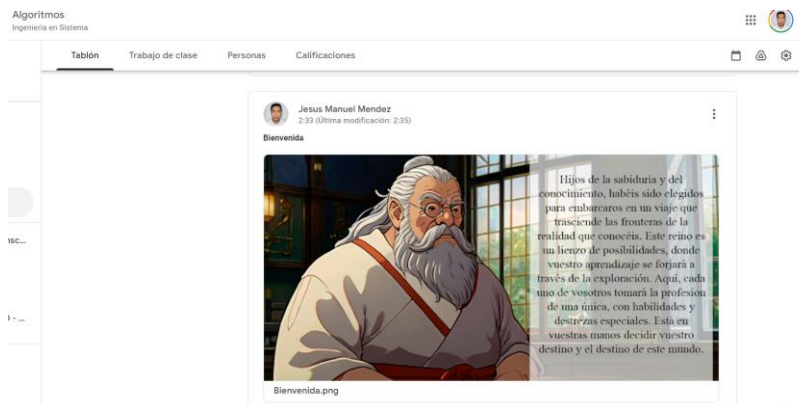 Algoritmos
Ingeniería en Sistema
Tablón Trabajo de clase Personas Calificaciones
Jesus Manuel Mendez
2:33 (Última modificación: 2:35)
Bienvenida
Hijos de la sabiduria y del
conocimiento, habéis sido elegidos
para embarcaros en un viaje que
trasciende las fronteras de la
realidad que conocéis. Este reino es
un lienzo de posibilidades, donde
vuestro aprendizaje se forjará a
través de la exploración. Aquí, cada
uno de vosotros tomará la profesión
de una única, con habilidades y
destrezas especiales. Esta en
vuestras manos decidir vuestro
destino y el destino de este mundo.
Bienvenida.png